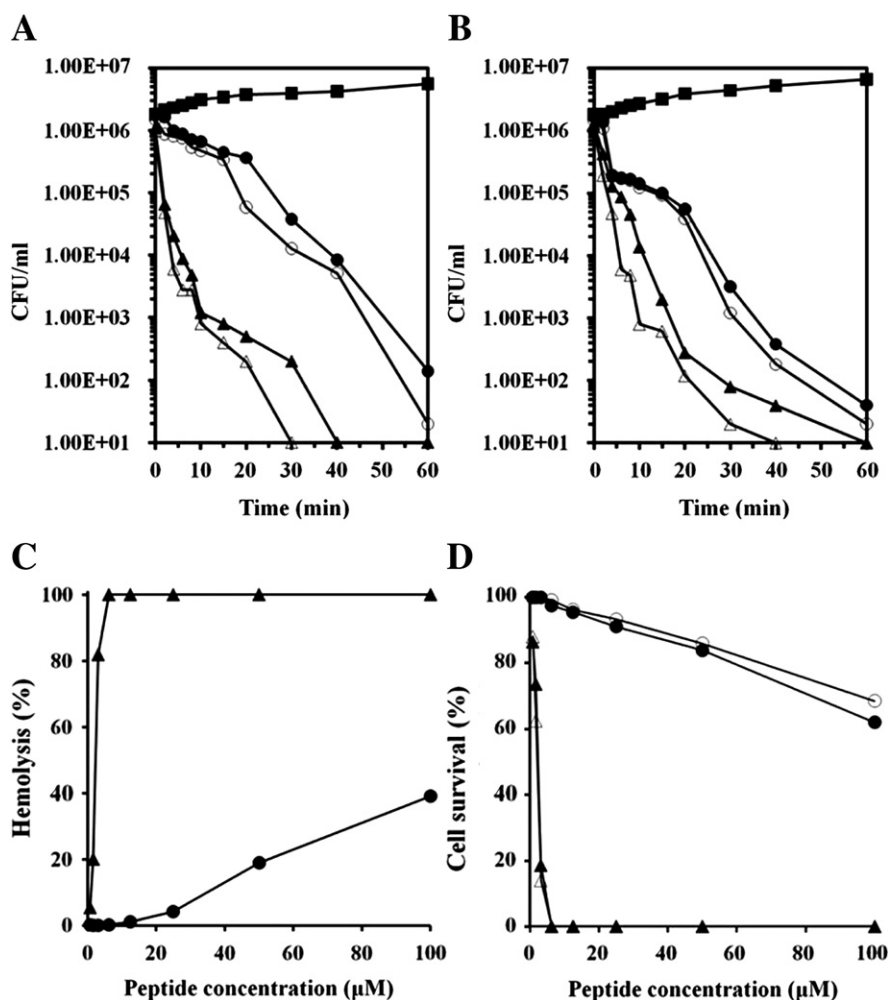 A
B
1.00E+07
1.00E+06
1.00E+05
1.00E+04
1.00E+03
1.00E+02
1.00E+01
CFU/ml
0 10 20 30 40 50 60
Time (min)
1.00E+07
1.00E+06
1.00E+05
1.00E+04
1.00E+03
1.00E+02
1.00E+01
CFU/ml
0 10 20 30 40 50 60
Time (min)
C
D
100
80
60
40
20
0
Hemolysis (%)
0 20 40 60 80 100
Peptide concentration (µM)
100
80
60
40
20
0
Cell survival (%)
0 20 40 60 80 100
Peptide concentration (µM)